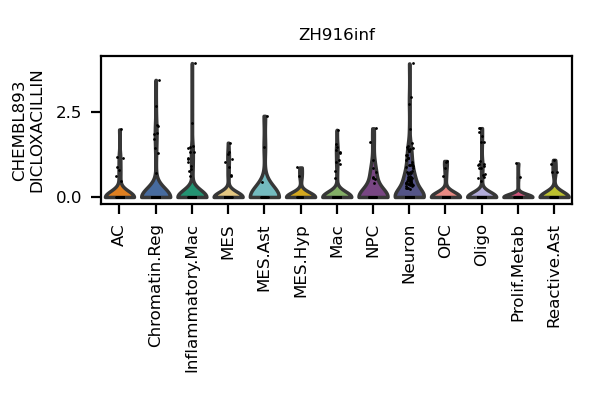 ZH916inf
CHEMBL893
DICLOXACILLIN
2.5
0.0
AC
Chromatin.Reg
Inflammatory.Mac
MES
MES.Ast
MES.Hyp
Mac
NPC
Neuron
OPC
Oligo
Prolif.Metab
Reactive.Ast